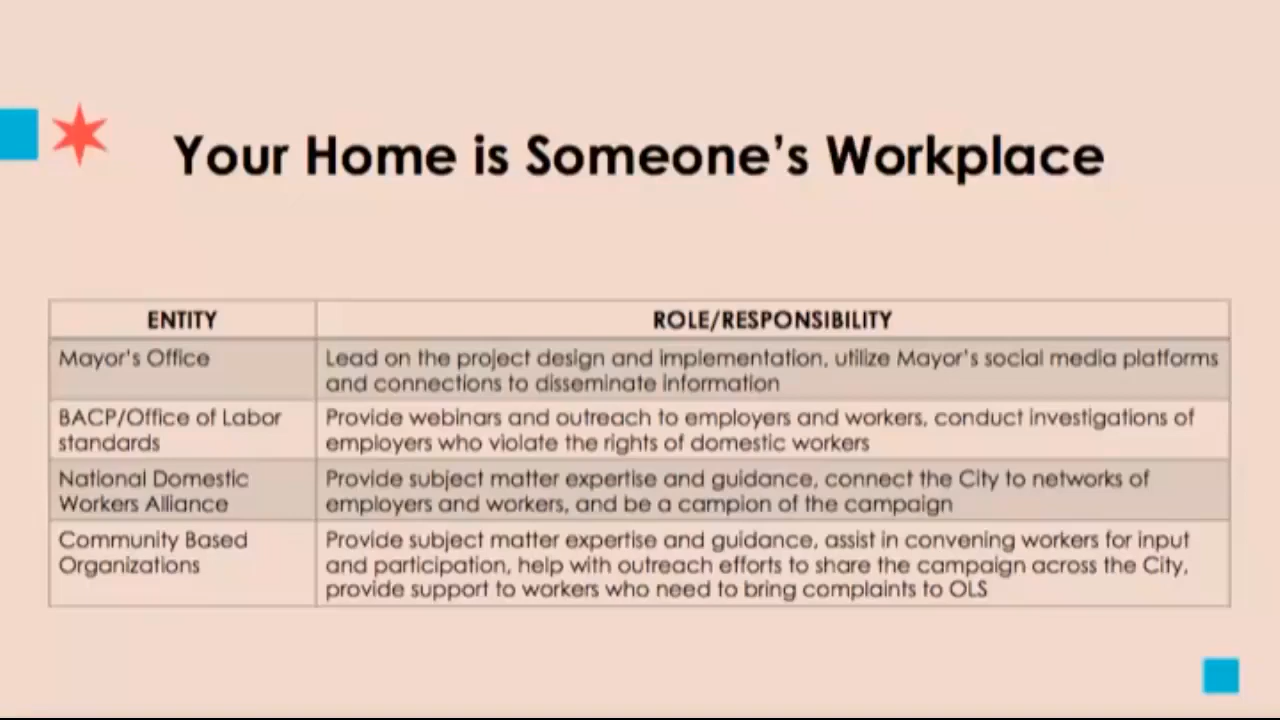 Your Home is Someone's Workplace
ENTITY
ROLE/RESPONSIBILITY
Mayor's Office
Lead on the project design and implementation, utilize Mayor's social media platforms
and connections to disseminate information
BACP/Office of Labor
standards
Provide webinars and outreach to employers and workers, conduct investigations of
employers who violate the rights of domestic workers
National Domestic
Workers Alliance
Provide subject matter expertise and guidance, connect the City to networks of
employers and workers, and be a campion of the campaign
Community Based
Organizations
Provide subject matter expertise and guidance, assist in convening workers for input
and participation, help with outreach efforts to share the campaign across the City,
provide support to workers who need to bring complaints to OLS